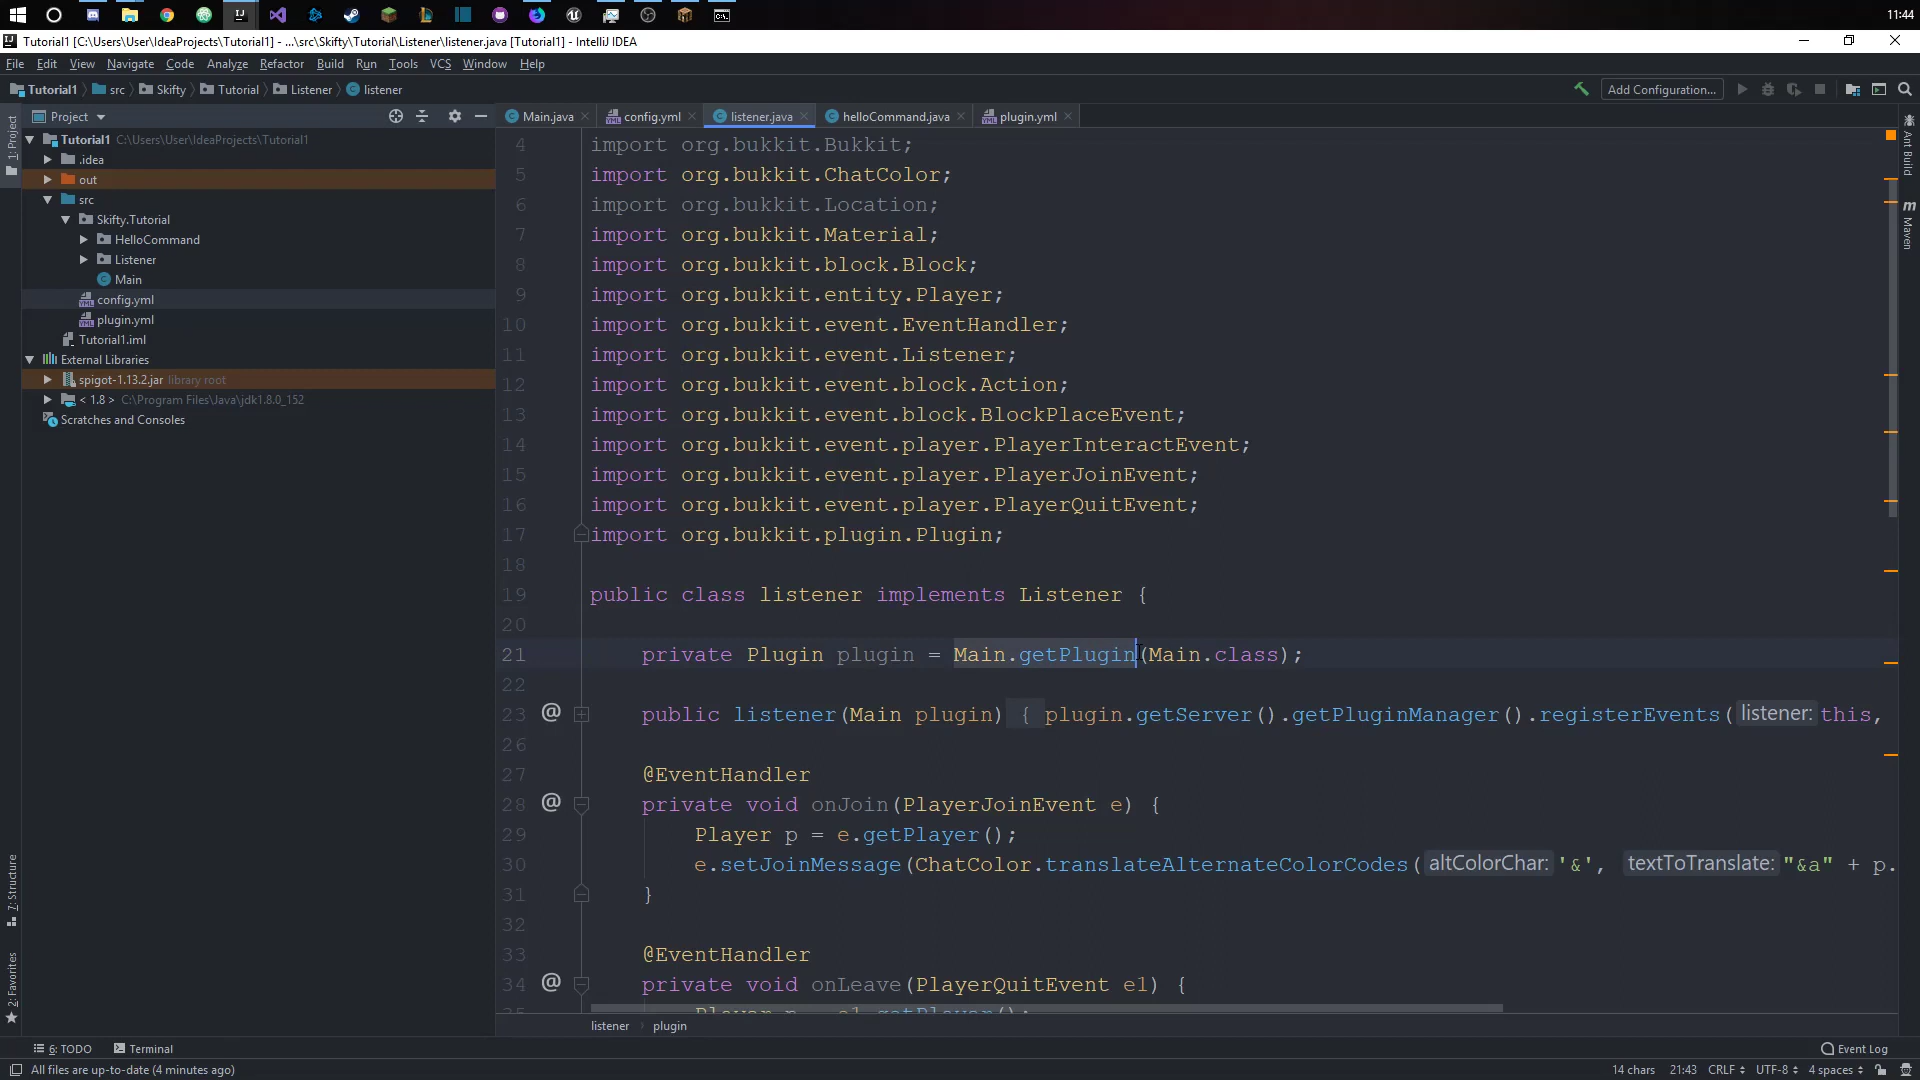 11:44
Tutorial1 [C:\Users\User\IdeaProjects\Tutorial1] - ...\src\Skifty\Tutorial\Listener\listener.java [Tutorial1] - IntelliJ IDEA
File Edit View Navigate Code Analyze Refactor Build Run Tools VCS Window Help
Tutorial1 src Skifty Tutorial Listener listener Add Configuration...
Project
Main.java config.yml listener.java helloCommand.java plugin.yml
1: Project
Tutorial1 C:\Users\User\IdeaProjects\Tutorial1
.idea
out
src
Skifty.Tutorial
HelloCommand
Listener
Main
config.yml
plugin.yml
Tutorial1.iml
External Libraries
spigot-1.13.2.jar library root
< 1.8 > C:\Program Files\Java\jdk1.8.0_152
Scratches and Consoles
7: Structure
2: Favorites
4 import org.bukkit.Bukkit;
5 import org.bukkit.ChatColor;
6 import org.bukkit.Location;
7 import org.bukkit.Material;
8 import org.bukkit.block.Block;
9 import org.bukkit.entity.Player;
10 import org.bukkit.event.EventHandler;
11 import org.bukkit.event.Listener;
12 import org.bukkit.event.block.Action;
13 import org.bukkit.event.block.BlockPlaceEvent;
14 import org.bukkit.event.player.PlayerInteractEvent;
15 import org.bukkit.event.player.PlayerJoinEvent;
16 import org.bukkit.event.player.PlayerQuitEvent;
17 import org.bukkit.plugin.Plugin;
18
19 public class listener implements Listener {
20
21 private Plugin plugin = Main.getPlugin(Main.class);
22
23 @ public listener(Main plugin) { plugin.getServer().getPluginManager().registerEvents( listener: this,
26
27 @EventHandler
28 @ private void onJoin(PlayerJoinEvent e) {
29 Player p = e.getPlayer();
30 e.setJoinMessage(ChatColor.translateAlternateColorCodes( altColorChar: '&', textToTranslate: "&a" + p.
31 }
32
33 @EventHandler
34 @ private void onLeave(PlayerQuitEvent e1) {
35 Player p = e1.getPlayer();
listener plugin
Ant Build
m Maven
6: TODO Terminal Event Log
All files are up-to-date (4 minutes ago) 14 chars 21:43 CRLF UTF-8 4 spaces